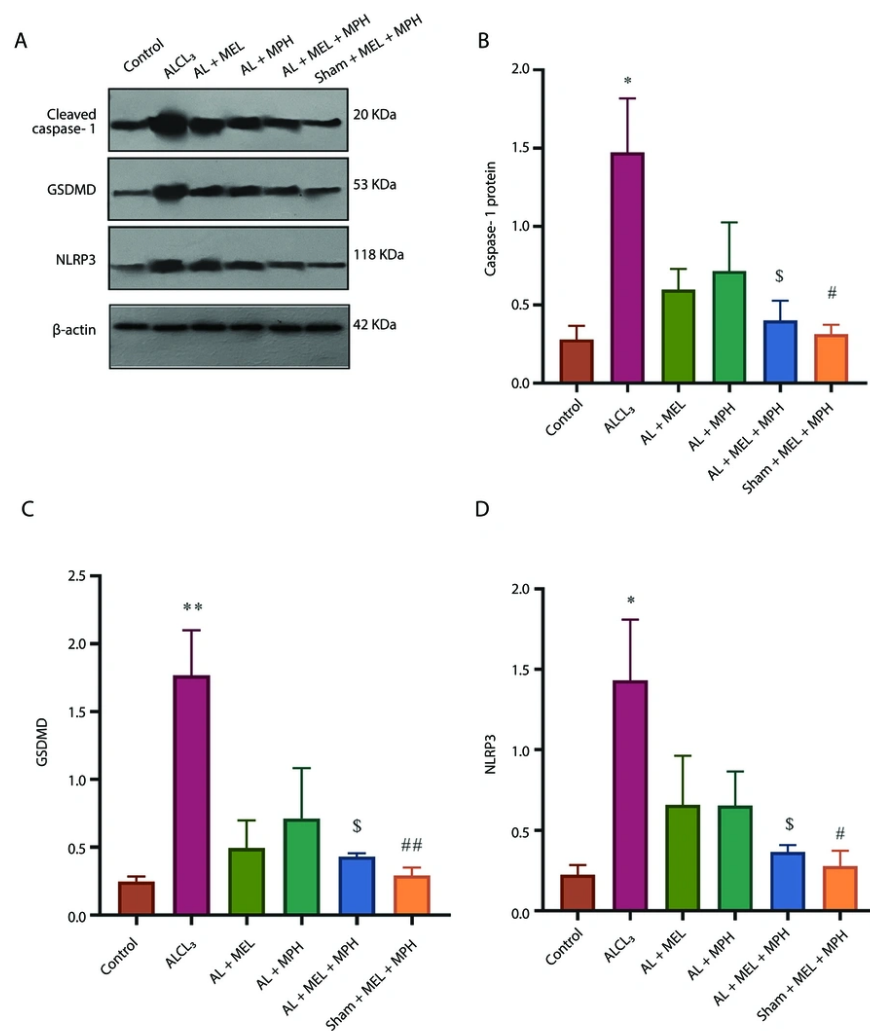 A
Control
ALCL₃
AL + MEL
AL + MPH
AL + MEL + MPH
Sham + MEL + MPH
Cleaved
caspase- 1
20 KDa
GSDMD
53 KDa
NLRP3
118 KDa
β-actin
42 KDa
B
Caspase- 1 protein
2.0
1.5
1.0
0.5
0.0
*
$
#
Control
ALCL₃
AL + MEL
AL + MPH
AL + MEL + MPH
Sham + MEL + MPH
C
GSDMD
2.5
2.0
1.5
1.0
0.5
0.0
**
$
##
Control
ALCL₃
AL + MEL
AL + MPH
AL + MEL + MPH
Sham + MEL + MPH
D
NLRP3
2.0
1.5
1.0
0.5
0.0
*
$
#
Control
ALCL₃
AL + MEL
AL + MPH
AL + MEL + MPH
Sham + MEL + MPH